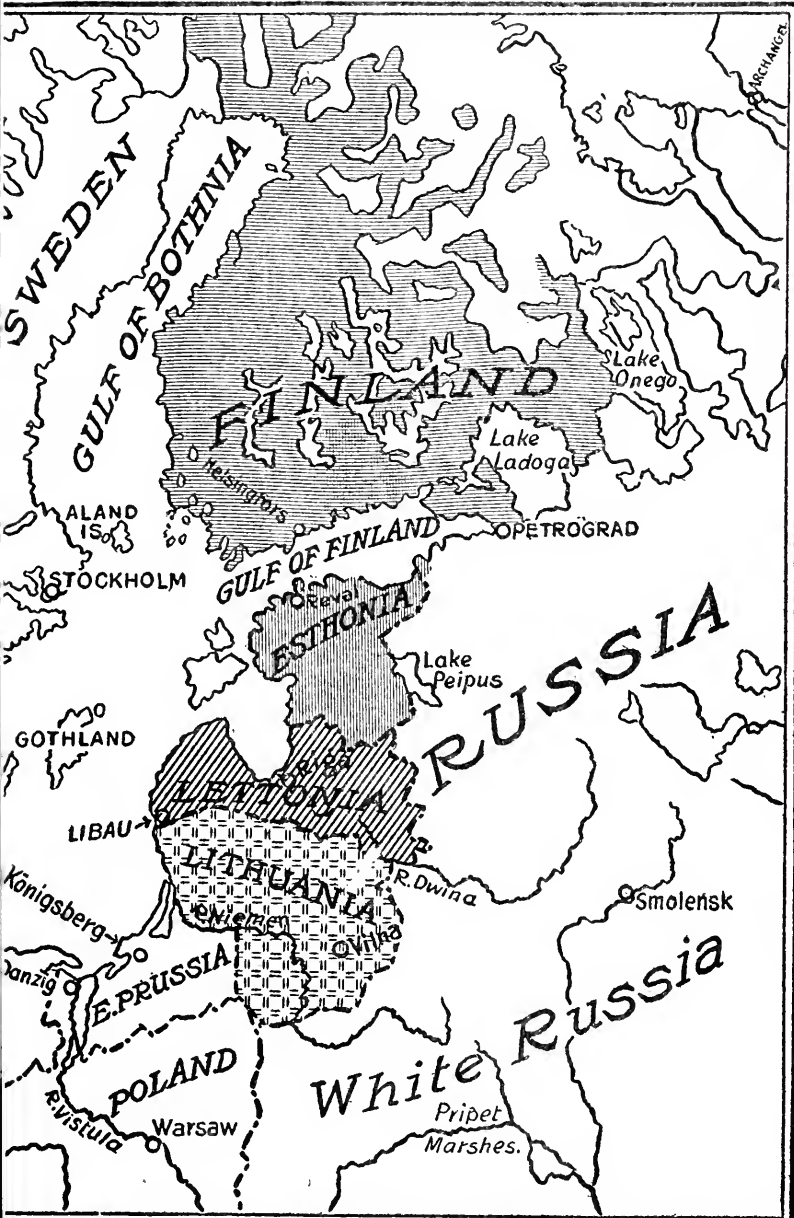 ARCHANGEL
SWEDEN
GULF OF BOTHNIA
FINLAND
Lake
Onego
Lake
Ladoga
Helsingfors
ALAND
IS.
PETROGRAD
GULF OF FINLAND
STOCKHOLM
Reval
ESTHONIA
Lake
Peipus
RUSSIA
GOTHLAND
Riga
LETTONIA
LIBAU
LITHUANIA
R. Dwina
Königsberg
R. Niemen
Vilna
Smolensk
Danzig
E. PRUSSIA
White Russia
POLAND
R. Vistula
Warsaw
Pripet
Marshes.